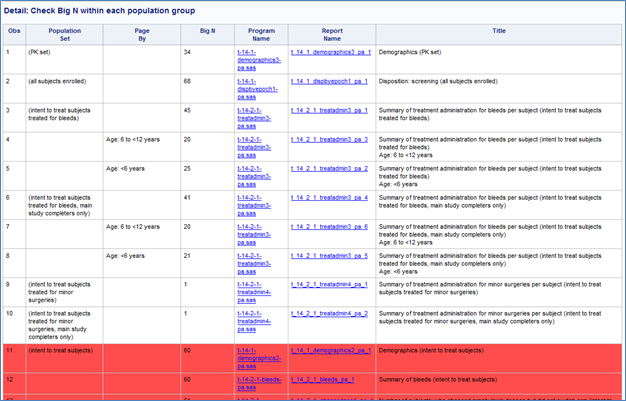 Detail: Check Big N within each population group
Obs Population Set Page By Big N Program Name Report Name Title
1 (PK set) 34 t-14-1-demographics3-pa.sas t_14_1_demographics3_pa_1 Demographics (PK set)
2 (all subjects enrolled) 68 t-14-1-dispbyepoch1-pa.sas t_14_1_dispbyepoch1_pa_1 Disposition: screening (all subjects enrolled)
3 (intent to treat subjects treated for bleeds) 45 t-14-2-1-treatadmin3-pa.sas t_14_2_1_treatadmin3_pa_1 Summary of treatment administration for bleeds per subject (intent to treat subjects treated for bleeds)
4 Age: 6 to <12 years 20 t-14-2-1-treatadmin3-pa.sas t_14_2_1_treatadmin3_pa_3 Summary of treatment administration for bleeds per subject (intent to treat subjects treated for bleeds) Age: 6 to <12 years
5 Age: <6 years 25 t-14-2-1-treatadmin3-pa.sas t_14_2_1_treatadmin3_pa_2 Summary of treatment administration for bleeds per subject (intent to treat subjects treated for bleeds) Age: <6 years
6 (intent to treat subjects treated for bleeds, main study completers only) 41 t-14-2-1-treatadmin3-pa.sas t_14_2_1_treatadmin3_pa_4 Summary of treatment administration for bleeds per subject (intent to treat subjects treated for bleeds, main study completers only)
7 Age: 6 to <12 years 20 t-14-2-1-treatadmin3-pa.sas t_14_2_1_treatadmin3_pa_6 Summary of treatment administration for bleeds per subject (intent to treat subjects treated for bleeds, main study completers only) Age: 6 to <12 years
8 Age: <6 years 21 t-14-2-1-treatadmin3-pa.sas t_14_2_1_treatadmin3_pa_5 Summary of treatment administration for bleeds per subject (intent to treat subjects treated for bleeds, main study completers only) Age: <6 years
9 (intent to treat subjects treated for minor surgeries) 1 t-14-2-1-treatadmin4-pa.sas t_14_2_1_treatadmin4_pa_1 Summary of treatment administration for minor surgeries per subject (intent to treat subjects treated for minor surgeries)
10 (intent to treat subjects treated for minor surgeries, main study completers only) 1 t-14-2-1-treatadmin4-pa.sas t_14_2_1_treatadmin4_pa_2 Summary of treatment administration for minor surgeries per subject (intent to treat subjects treated for minor surgeries, main study completers only)
11 (intent to treat subjects) 60 t-14-1-demographics2-pa.sas t_14_1_demographics2_pa_1 Demographics (intent to treat subjects)
12 60 t-14-2-1-bleeds-pa.sas t_14_2_1_bleeds_pa_1 Summary of bleeds (intent to treat subjects)